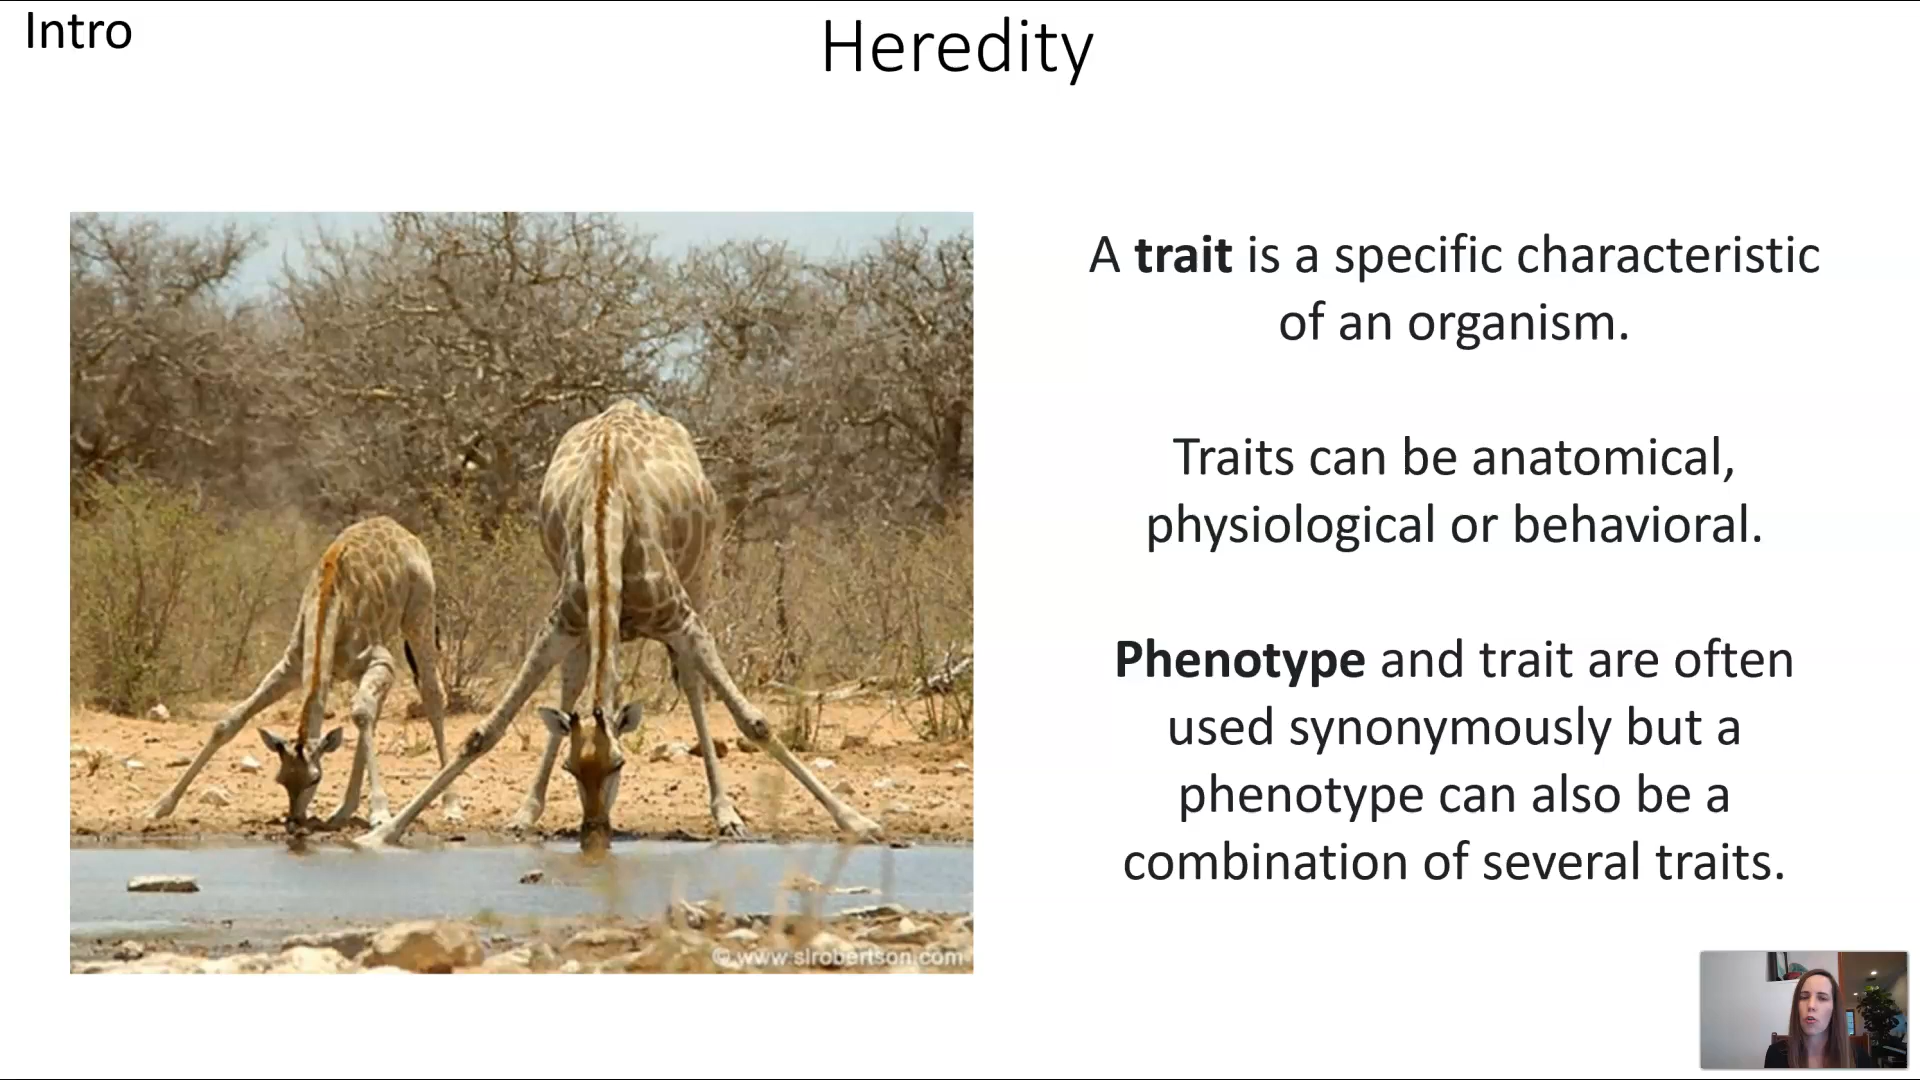 Intro
Heredity
A trait is a specific characteristic
of an organism.
Traits can be anatomical,
physiological or behavioral.
Phenotype and trait are often
used synonymously but a
phenotype can also be a
combination of several traits.
© www.slrobertson.com